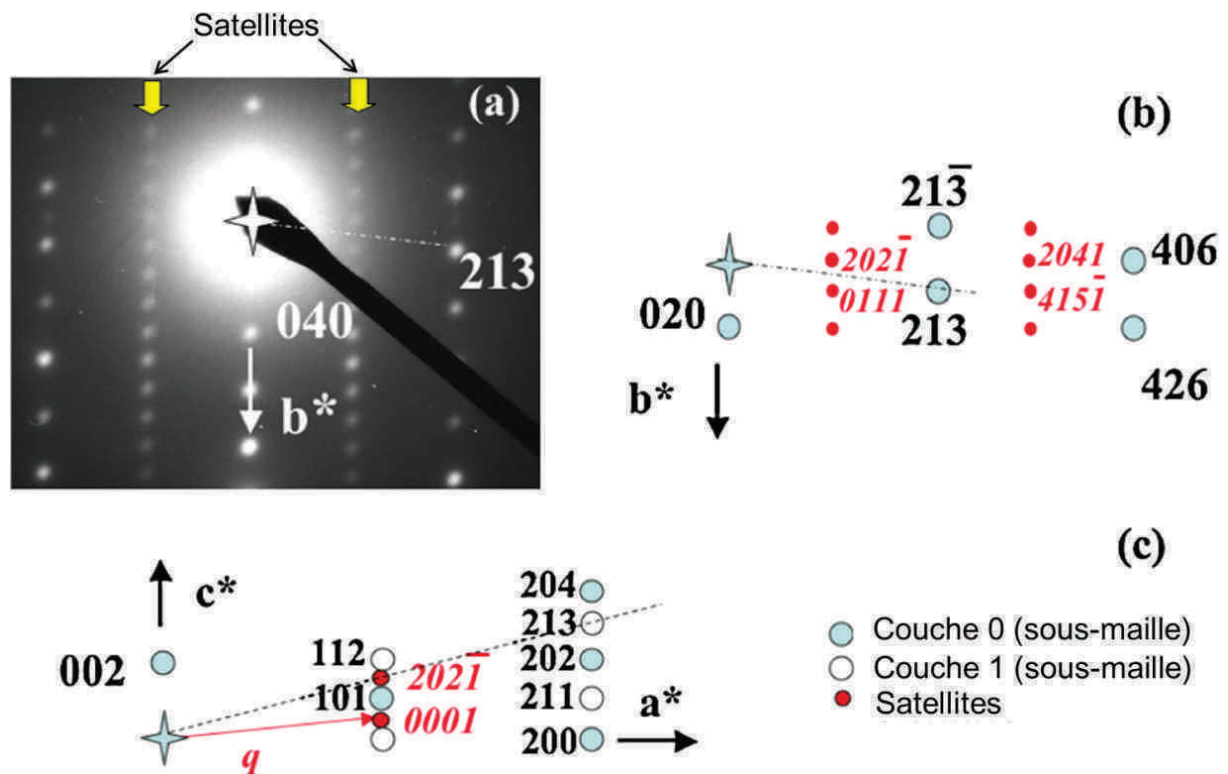 Satellites
(a)
213
040
b*
(b)
213̅
2021̅
2041
406
0111
4151̅
020
213
426
b*
(c)
c*
204
213
112
202
002
2021̅
101
211
a*
0001
200
q
Couche 0 (sous-maille)
Couche 1 (sous-maille)
Satellites